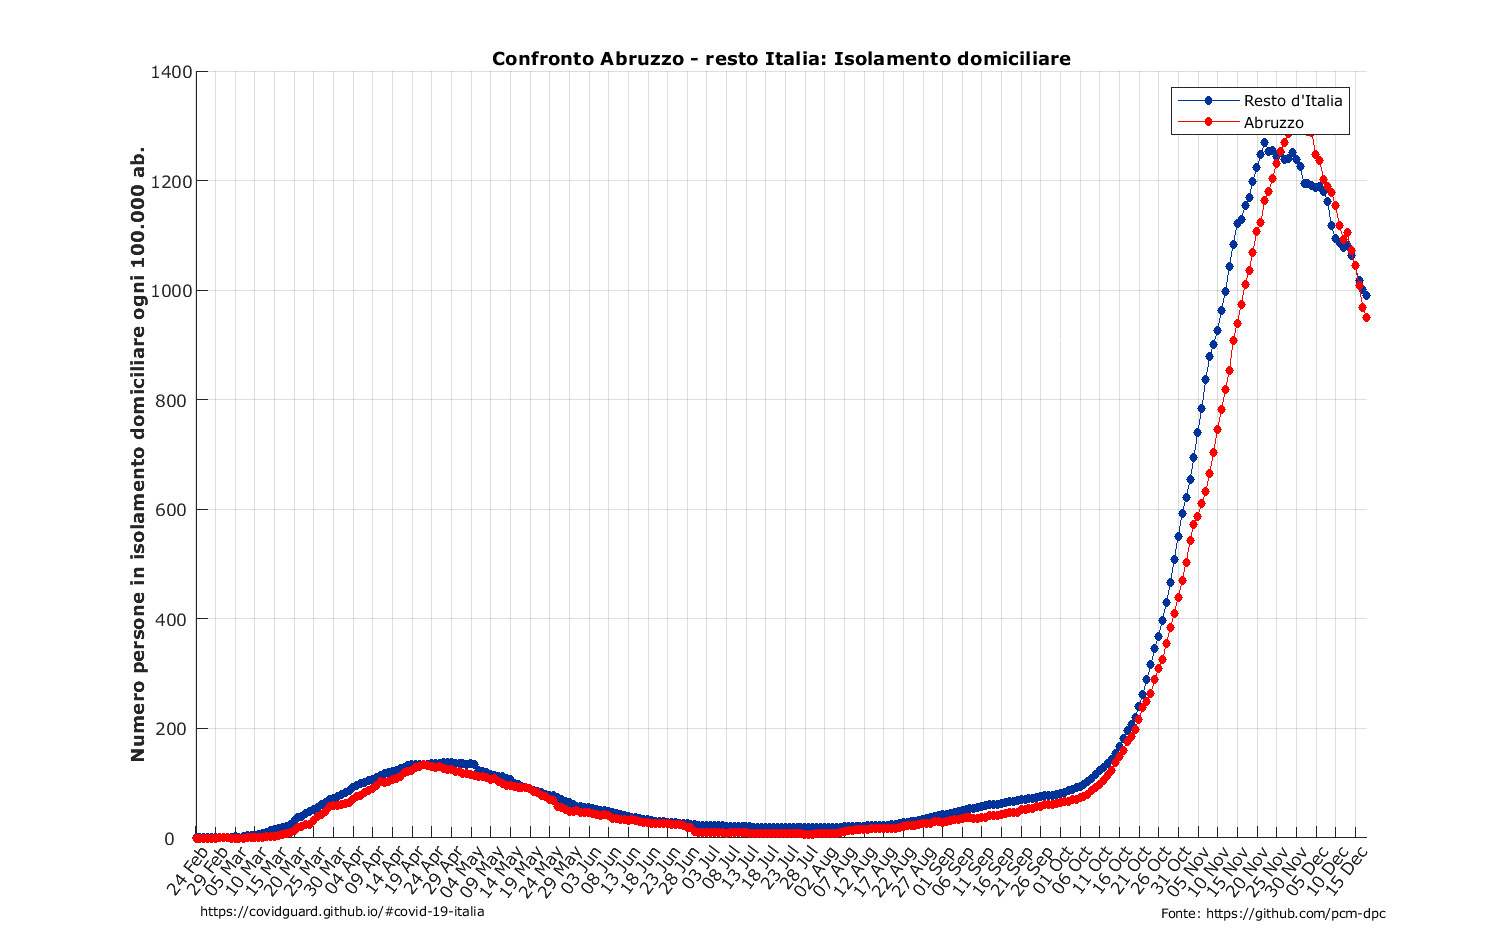 Confronto Abruzzo - resto Italia: Isolamento domiciliare
Numero persone in isolamento domiciliare ogni 100.000 ab.
1400
1200
1000
800
600
400
200
0
Resto d'Italia
Abruzzo
24 Feb
29 Feb
05 Mar
10 Mar
15 Mar
20 Mar
25 Mar
30 Mar
04 Apr
09 Apr
14 Apr
19 Apr
24 Apr
29 Apr
04 May
09 May
14 May
19 May
24 May
29 May
03 Jun
08 Jun
13 Jun
18 Jun
23 Jun
28 Jun
03 Jul
08 Jul
13 Jul
18 Jul
23 Jul
28 Jul
02 Aug
07 Aug
12 Aug
17 Aug
22 Aug
27 Aug
01 Sep
06 Sep
11 Sep
16 Sep
21 Sep
26 Sep
01 Oct
06 Oct
11 Oct
16 Oct
21 Oct
26 Oct
31 Oct
05 Nov
10 Nov
15 Nov
20 Nov
25 Nov
30 Nov
05 Dec
10 Dec
15 Dec
https://covidguard.github.io/#covid-19-italia
Fonte: https://github.com/pcm-dpc